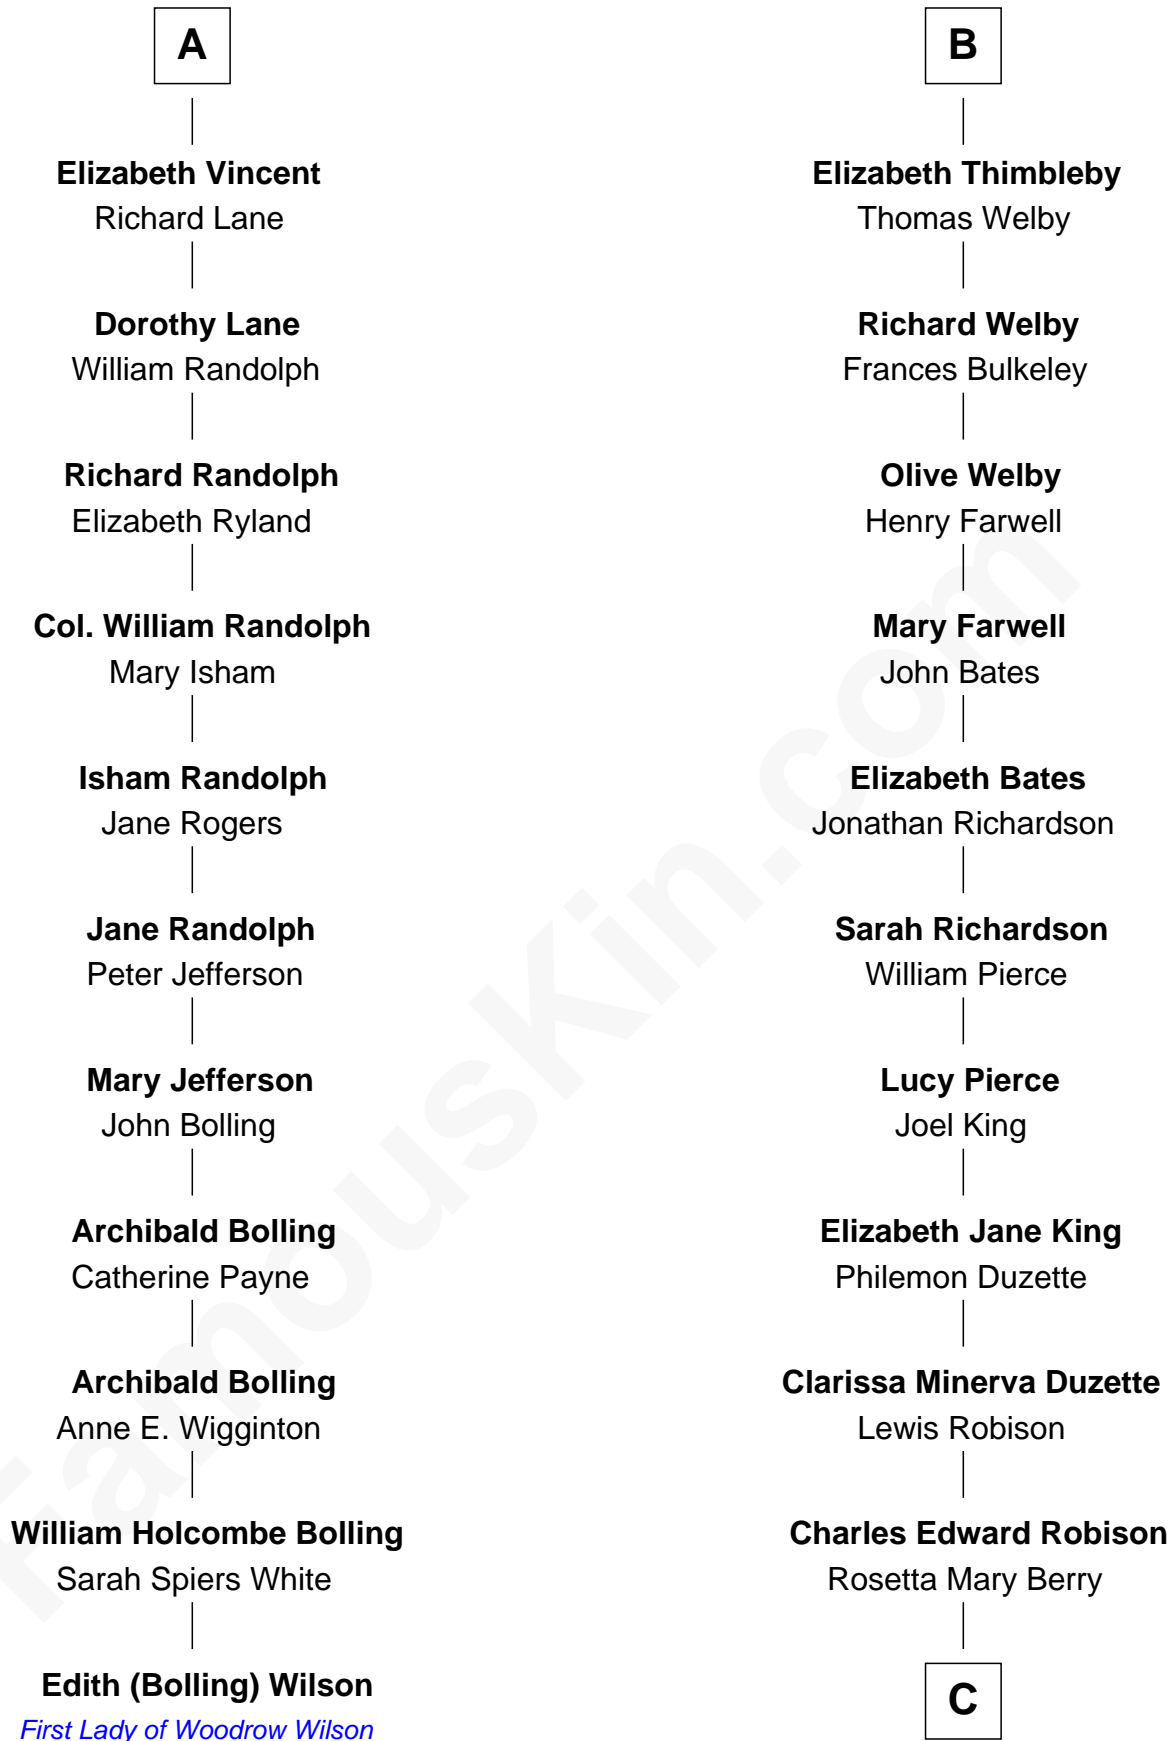 A
Elizabeth Vincent
Richard Lane
Dorothy Lane
William Randolph
Richard Randolph
Elizabeth Ryland
Col. William Randolph
Mary Isham
Isham Randolph
Jane Rogers
Jane Randolph
Peter Jefferson
Mary Jefferson
John Bolling
Archibald Bolling
Catherine Payne
Archibald Bolling
Anne E. Wigginton
William Holcombe Bolling
Sarah Spiers White
Edith (Bolling) Wilson
First Lady of Woodrow Wilson
B
Elizabeth Thimbleby
Thomas Welby
Richard Welby
Frances Bulkeley
Olive Welby
Henry Farwell
Mary Farwell
John Bates
Elizabeth Bates
Jonathan Richardson
Sarah Richardson
William Pierce
Lucy Pierce
Joel King
Elizabeth Jane King
Philemon Duzette
Clarissa Minerva Duzette
Lewis Robison
Charles Edward Robison
Rosetta Mary Berry
C
FamousKin.com